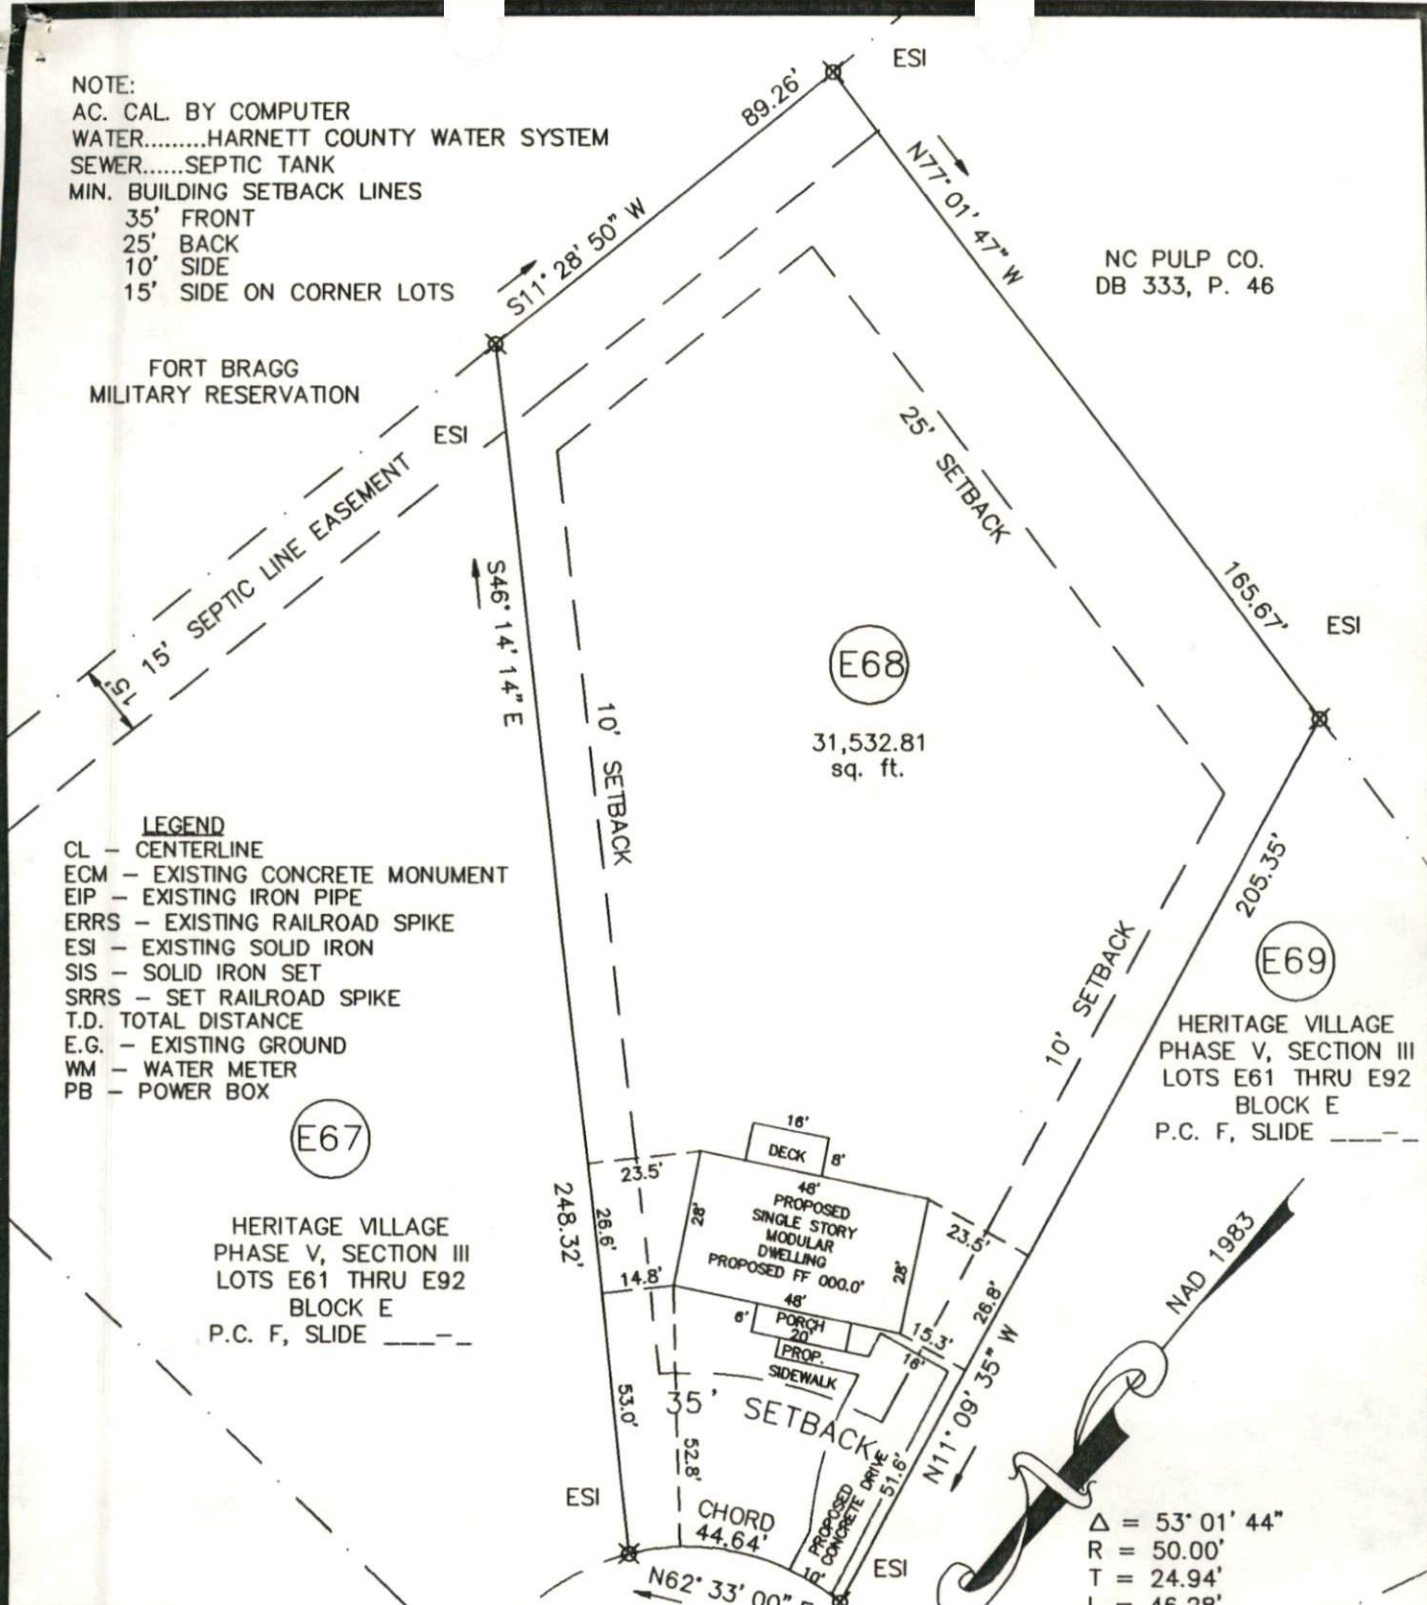 NOTE:
AC. CAL. BY COMPUTER
WATER.........HARNETT COUNTY WATER SYSTEM
SEWER......SEPTIC TANK
MIN. BUILDING SETBACK LINES
35' FRONT
25' BACK
10' SIDE
15' SIDE ON CORNER LOTS
ESI
89.26'
S11° 28' 50" W
N77° 01' 47" W
NC PULP CO.
DB 333, P. 46
FORT BRAGG
MILITARY RESERVATION
ESI
15' SEPTIC LINE EASEMENT
15'
25' SETBACK
165.67'
ESI
S46° 14' 14" E
10' SETBACK
E68
31,532.81
sq. ft.
LEGEND
CL – CENTERLINE
ECM – EXISTING CONCRETE MONUMENT
EIP – EXISTING IRON PIPE
ERRS – EXISTING RAILROAD SPIKE
ESI – EXISTING SOLID IRON
SIS – SOLID IRON SET
SRRS – SET RAILROAD SPIKE
T.D. TOTAL DISTANCE
E.G. – EXISTING GROUND
WM – WATER METER
PB – POWER BOX
205.35'
10' SETBACK
E69
HERITAGE VILLAGE
PHASE V, SECTION III
LOTS E61 THRU E92
BLOCK E
P.C. F, SLIDE ___-_
E67
HERITAGE VILLAGE
PHASE V, SECTION III
LOTS E61 THRU E92
BLOCK E
P.C. F, SLIDE ___-_
248.32'
16'
DECK
8'
23.5'
26.6'
28'
48'
PROPOSED
SINGLE STORY
MODULAR
DWELLING
PROPOSED FF 000.0'
28'
23.5'
14.8'
48'
6'
PORCH
20'
PROP.
SIDEWALK
15.3'
16'
26.8'
N11° 09' 35" W
NAD 1983
53.0'
35' SETBACK
52.8'
51.6'
PROPOSED
CONCRETE DRIVE
10'
ESI
CHORD
44.64'
ESI
N62° 33' 00" E
Δ = 53° 01' 44"
R = 50.00'
T = 24.94'
L = 46.28'